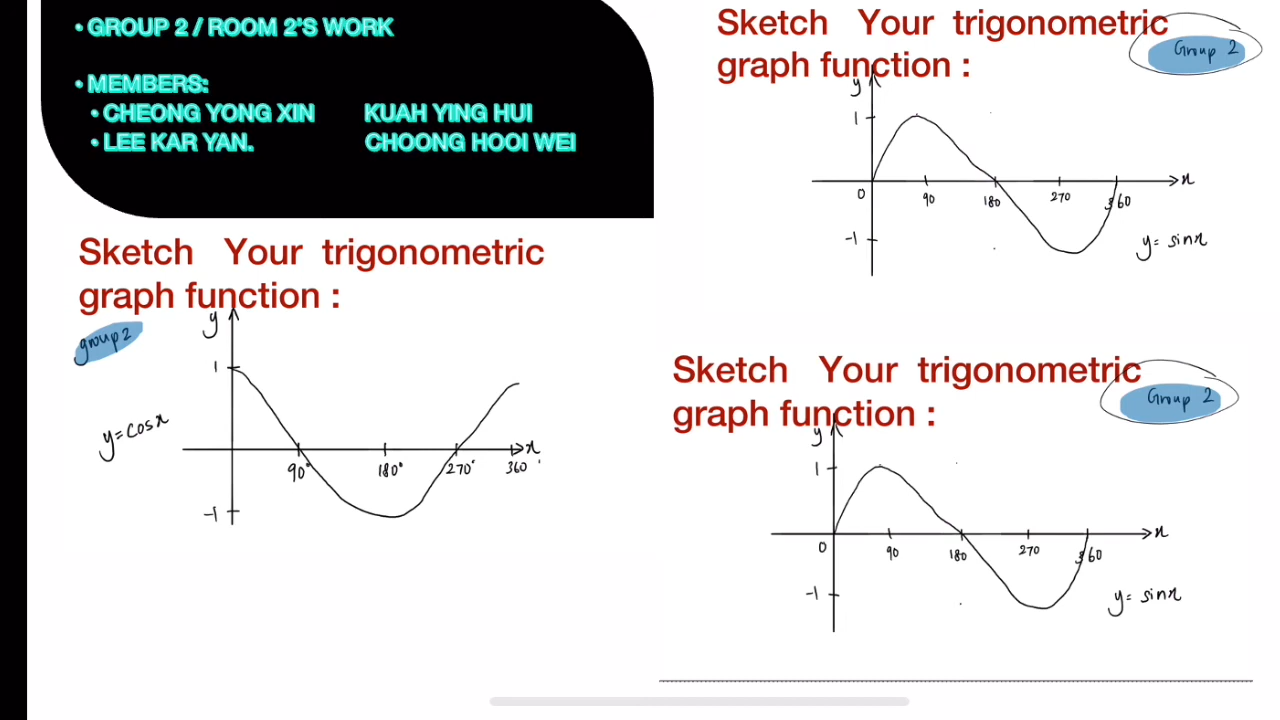 • GROUP 2 / ROOM 2'S WORK
• MEMBERS:
• CHEONG YONG XIN KUAH YING HUI
• LEE KAR YAN. CHOONG HOOI WEI
Sketch Your trigonometric
graph function :
group 2
y
1
y = cos x
x
90° 180° 270° 360°
-1
Sketch Your trigonometric
graph function :
Group 2
y
1
x
0 90 180 270 360
-1
y = sin x
Sketch Your trigonometric
graph function :
Group 2
y
1
x
0 90 180 270 360
-1
y = sin x